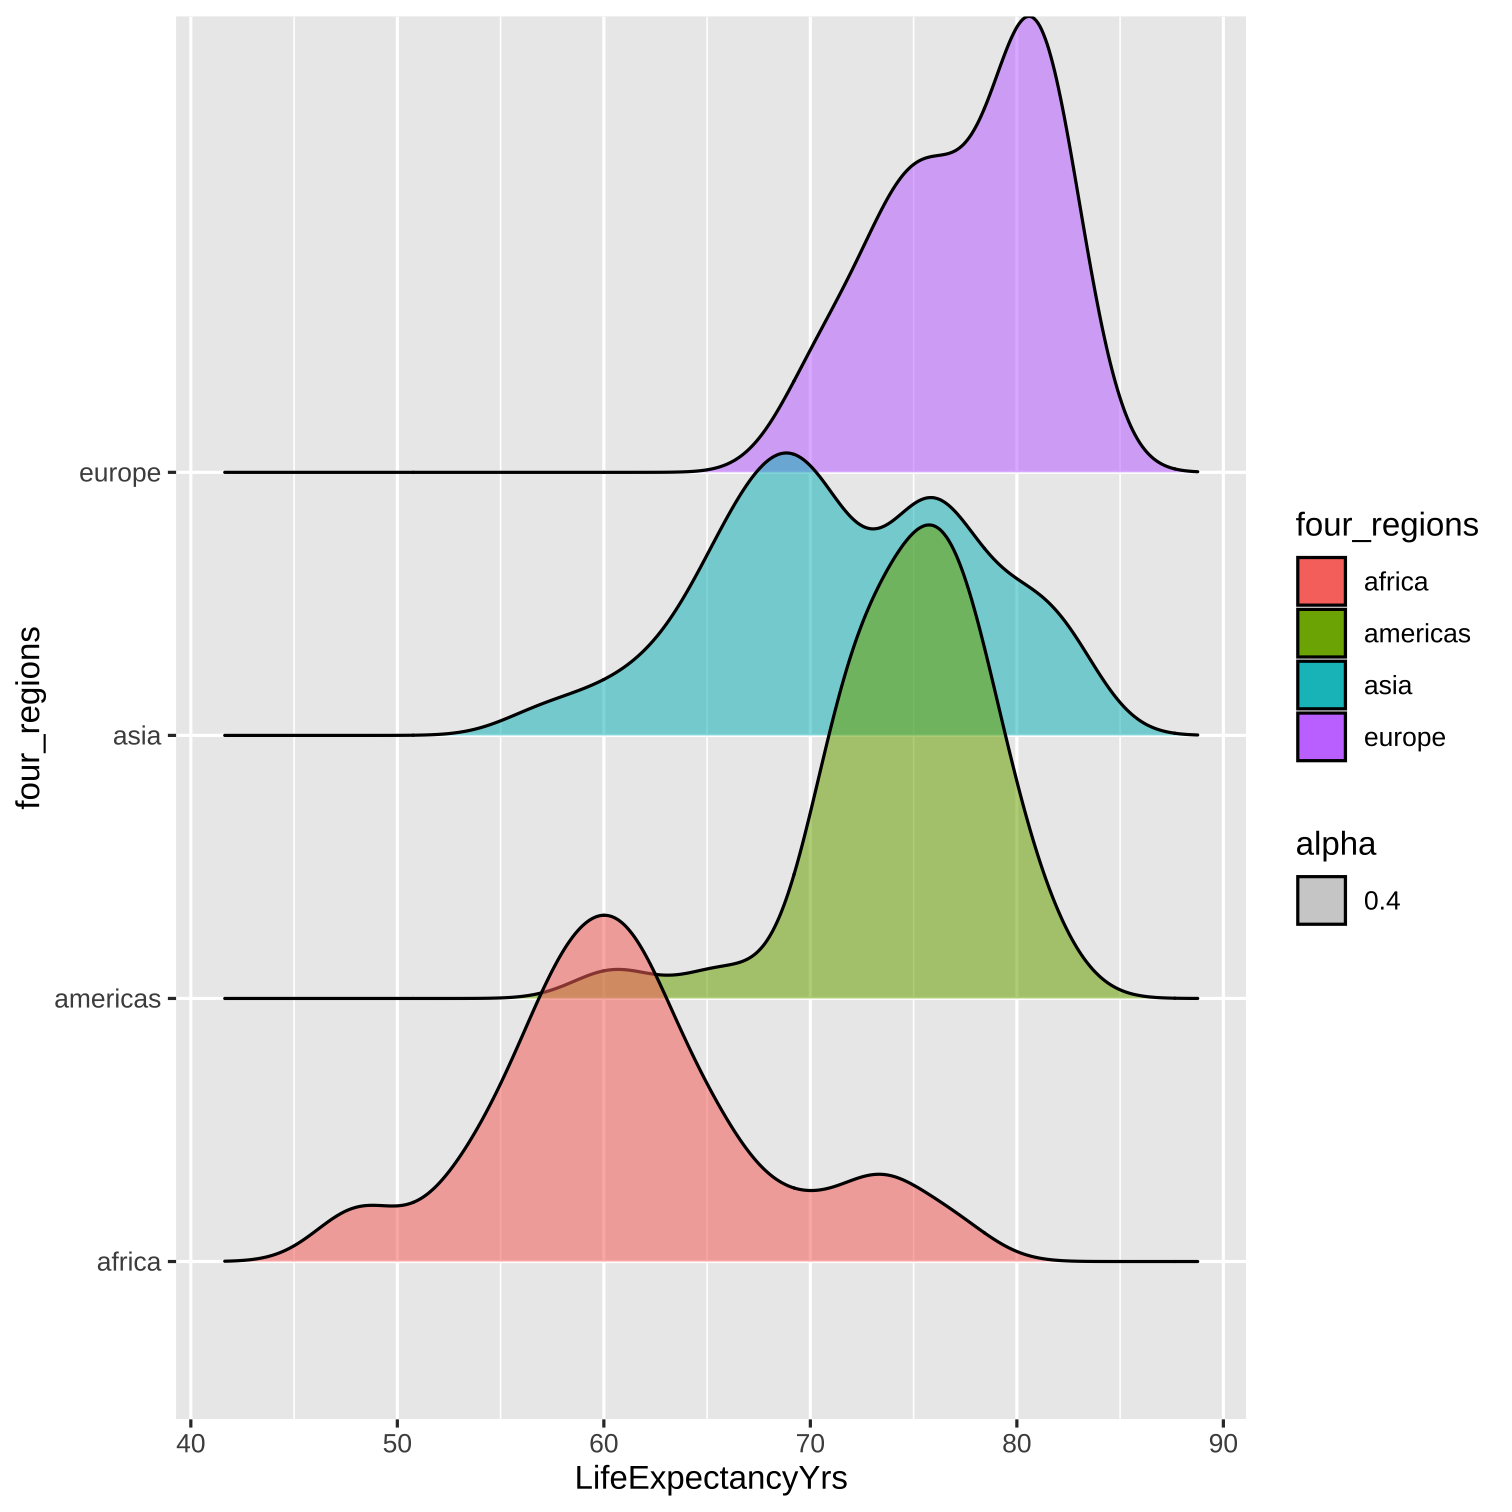 four_regions
europe
asia
americas
africa
40 50 60 70 80 90
LifeExpectancyYrs
four_regions
africa
americas
asia
europe
alpha
0.4